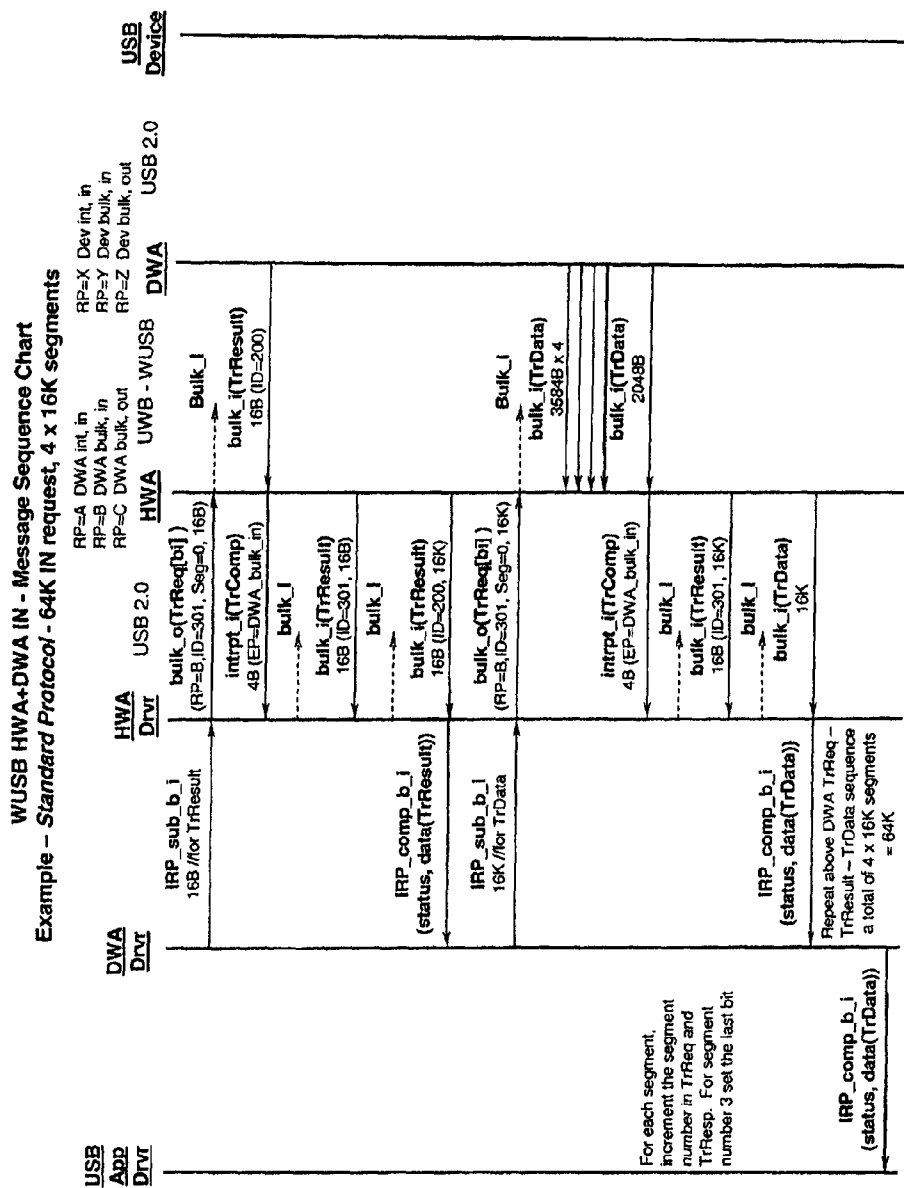 WUSB HWA+DWA IN - Message Sequence Chart
Example – Standard Protocol - 64K IN request, 4 x 16K segments
RP=A DWA int, in
RP=B DWA bulk, in
RP=C DWA bulk, out
RP=X Dev int, in
RP=Y Dev bulk, in
RP=Z Dev bulk, out
USB
App
Drvr
DWA
Drvr
HWA
Drvr
USB 2.0
HWA
UWB - WUSB
DWA
USB 2.0
USB
Device
IRP_sub_b_i
16B //for TrResult
bulk_o(TrReq[bi] )
(RP=B,ID=301, Seg=0, 16B)
Bulk_I
bulk_i(TrResult)
16B (ID=200)
intrpt_i(TrComp)
4B (EP=DWA_bulk_in)
bulk_I
bulk_i(TrResult)
16B (ID=301, 16B)
bulk_I
bulk_i(TrResult)
16B (ID=200, 16K)
IRP_comp_b_i
(status, data(TrResult))
IRP_sub_b_i
16K //for TrData
bulk_o(TrReq[bi])
(RP=B,ID=301, Seg=0, 16K)
Bulk_I
bulk_i(TrData)
3584B x 4
bulk_i(TrData)
2048B
intrpt_i(TrComp)
4B (EP=DWA_bulk_in)
bulk_I
bulk_i(TrResult)
16B (ID=301, 16K)
bulk_I
bulk_i(TrData)
16K
IRP_comp_b_i
(status, data(TrData))
Repeat above DWA TrReq –
TrResult – TrData sequence
a total of 4 x 16K segments
= 64K
For each segment,
increment the segment
number in TrReq and
TrResp. For segment
number 3 set the last bit
IRP_comp_b_i
(status, data(TrData))